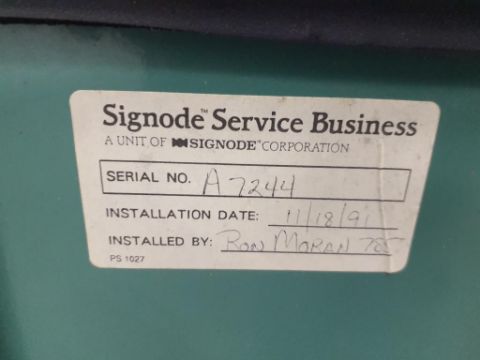 Signode™ Service Business
A UNIT OF SIGNODE™ CORPORATION
SERIAL NO. A7244
INSTALLATION DATE: 11/18/91
INSTALLED BY: RON MORAN
PS 1027